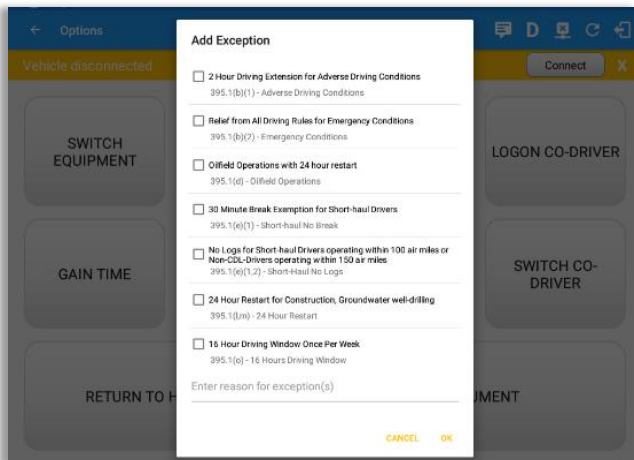 Options
D
Vehicle disconnected
Connect
X
Add Exception
2 Hour Driving Extension for Adverse Driving Conditions
395.1(b)(1) - Adverse Driving Conditions
Relief from All Driving Rules for Emergency Conditions
395.1(b)(2) - Emergency Conditions
Oilfield Operations with 24 hour restart
395.1(d) - Oilfield Operations
30 Minute Break Exemption for Short-haul Drivers
395.1(e)(1) - Short-haul No Break
No Logs for Short-haul Drivers operating within 100 air miles or
Non-CDL-Drivers operating within 150 air miles
395.1(e)(1,2) - Short-Haul No Logs
24 Hour Restart for Construction, Groundwater well-drilling
395.1(l,m) - 24 Hour Restart
16 Hour Driving Window Once Per Week
395.1(o) - 16 Hours Driving Window
Enter reason for exception(s)
CANCEL OK
SWITCH
EQUIPMENT
LOGON CO-DRIVER
GAIN TIME
SWITCH CO-
DRIVER
RETURN TO